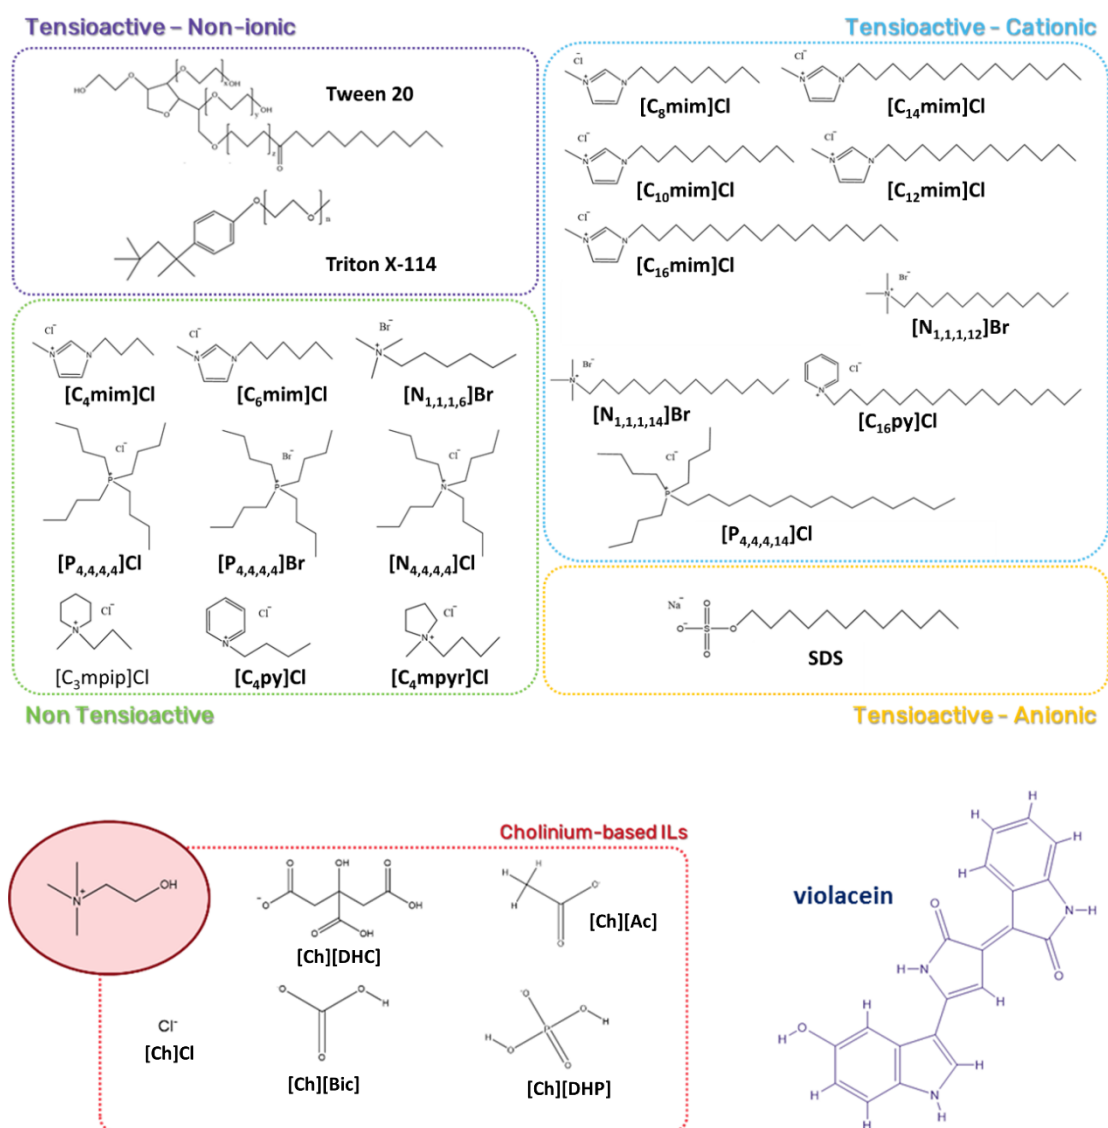 Tensioactive – Non-ionic
Tween 20
Triton X-114
Tensioactive - Cationic
[C₈mim]Cl
[C₁₄mim]Cl
[C₁₀mim]Cl
[C₁₂mim]Cl
[C₁₆mim]Cl
[N₁,₁,₁,₁₂]Br
[N₁,₁,₁,₁₄]Br
[C₁₆py]Cl
[P₄,₄,₄,₁₄]Cl
[C₄mim]Cl
[C₆mim]Cl
[N₁,₁,₁,₆]Br
[P₄,₄,₄,₄]Cl
[P₄,₄,₄,₄]Br
[N₄,₄,₄,₄]Cl
[C₃mpip]Cl
[C₄py]Cl
[C₄mpyr]Cl
Non Tensioactive
SDS
Tensioactive - Anionic
Cholinium-based ILs
[Ch][DHC]
[Ch][Ac]
Cl⁻
[Ch]Cl
[Ch][Bic]
[Ch][DHP]
violacein